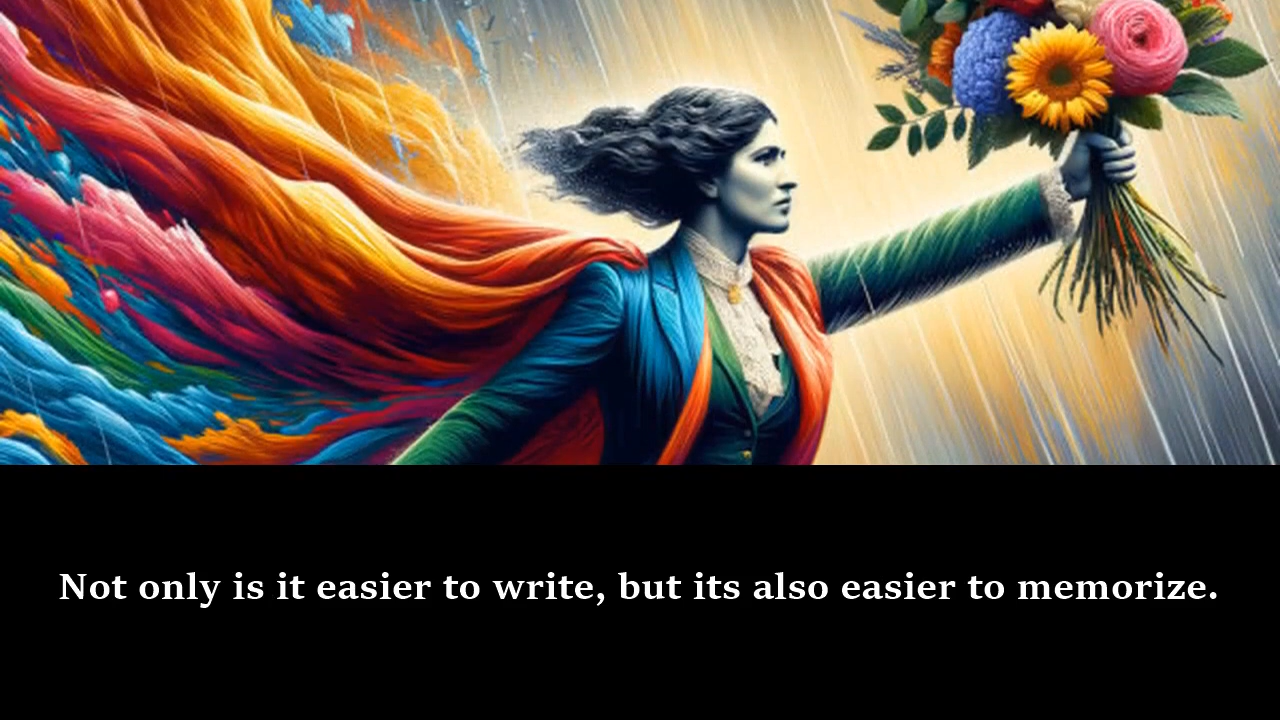 Not only is it easier to write, but its also easier to memorize.